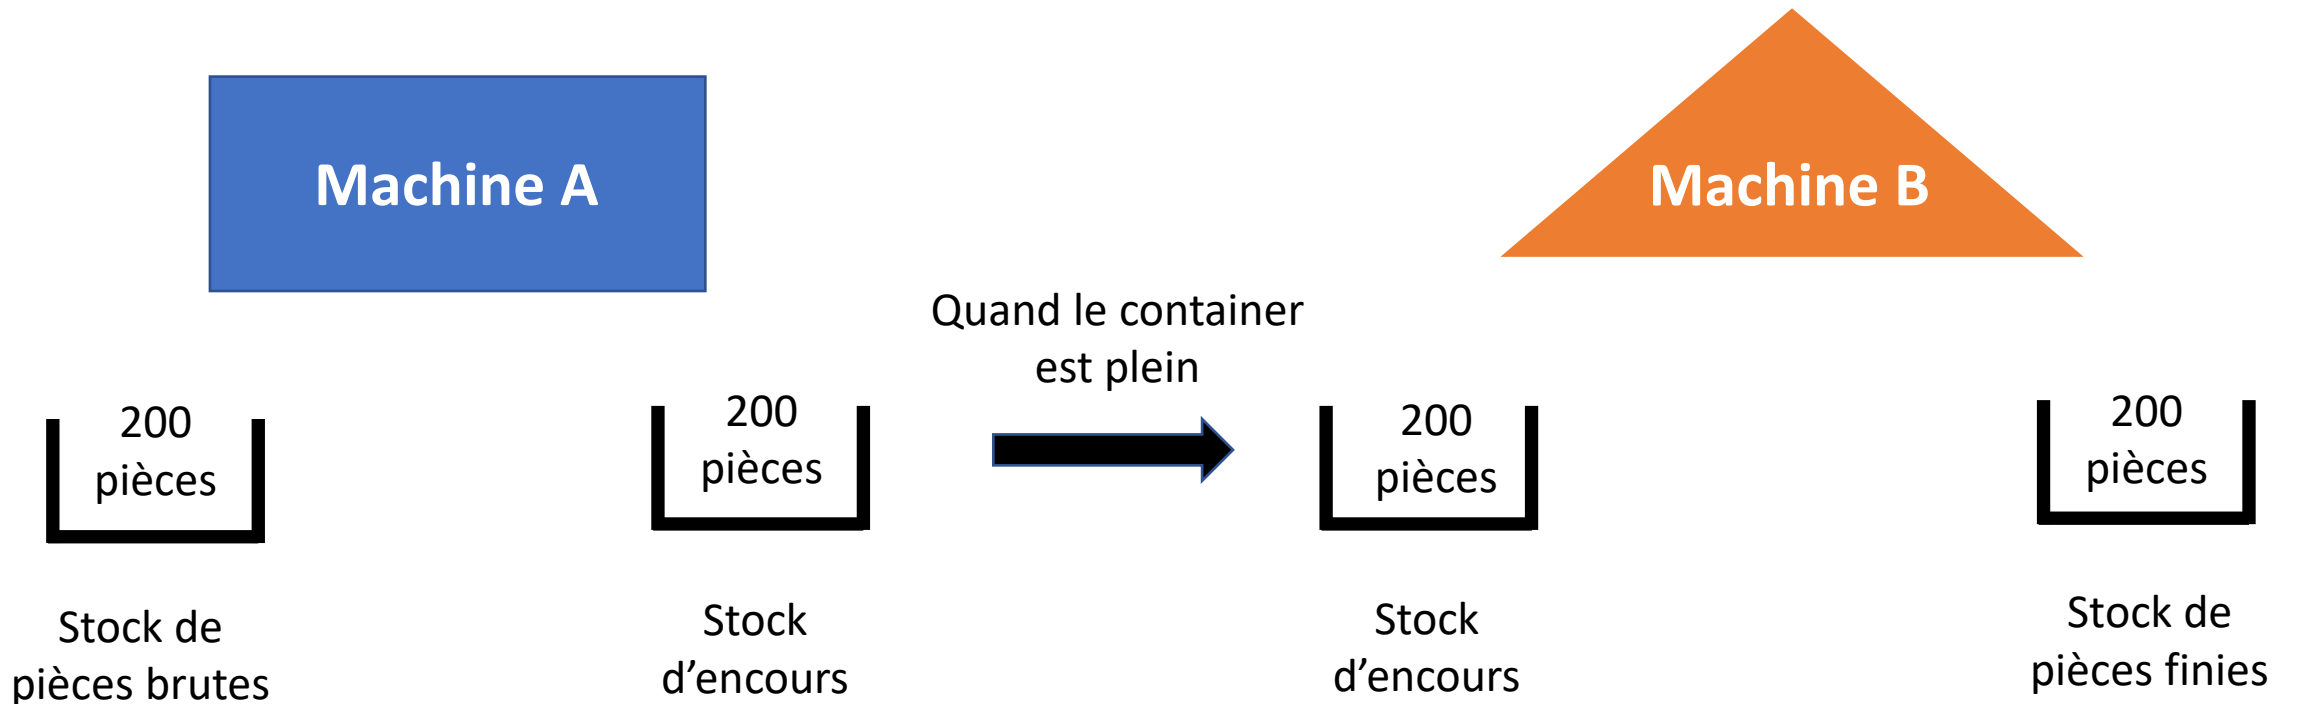 Machine A
Machine B
Quand le container
est plein
200
pièces
200
pièces
200
pièces
200
pièces
Stock de
pièces brutes
Stock
d’encours
Stock
d’encours
Stock de
pièces finies